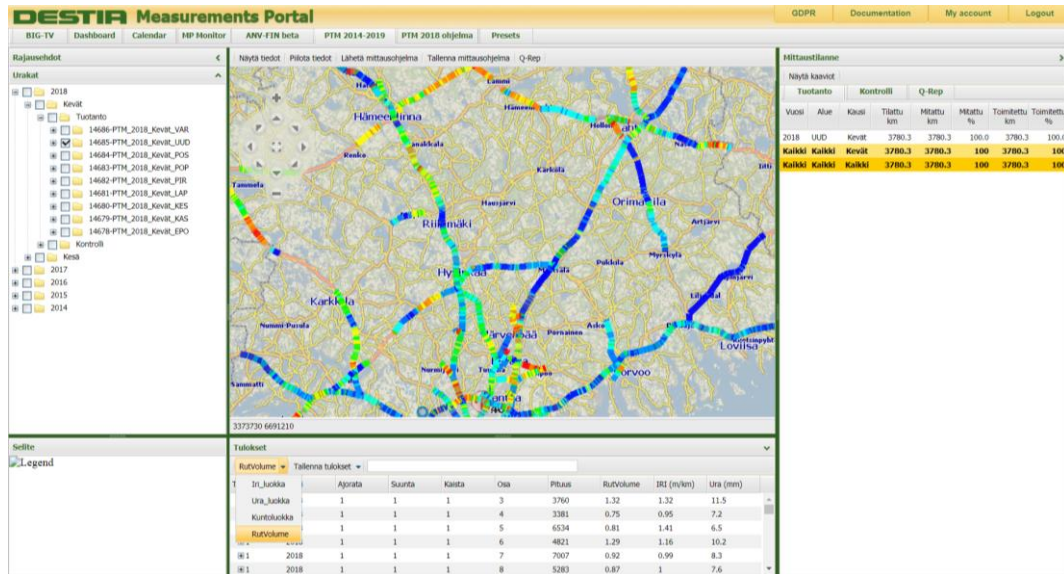 DESTIA Measurements Portal
GDPR Documentation My account Logout
BIG-TV Dashboard Calendar MP Monitor ANV-FIN beta PTM 2014-2019 PTM 2018 ohjelma Presets
Rajausehdot
Urakat
2018
Kevät
Tuotanto
14686-PTM_2018_Kevät_VAR
14685-PTM_2018_Kevät_UUD
14684-PTM_2018_Kevät_POS
14683-PTM_2018_Kevät_POP
14682-PTM_2018_Kevät_PIR
14681-PTM_2018_Kevät_LAP
14680-PTM_2018_Kevät_KES
14679-PTM_2018_Kevät_KAS
14678-PTM_2018_Kevät_EPO
Kontrolli
Kesä
2017
2016
2015
2014
Selite
Legend
Näytä tiedot Piilota tiedot Lähetä mittausohjelma Tallenna mittausohjelma Q-Rep
Lammi
Renko
Kärkölä
Tammela
Hausjärvi
Artjärvi
Myrskylä
Pukkila
Karkkila
Nummi-Pusula
Pornainen
Loviisa
Sammatti
3373730 6691210
Tulokset
RutVolume Tallenna tulokset
Iri_luokka
Ura_luokka
Kuntoluokka
RutVolume
Ajorata Suunta Kaista Osa Pituus RutVolume IRI (m/km) Ura (mm)
1 1 1 3 3760 1.32 1.32 11.5
1 1 1 4 3381 0.75 0.95 7.2
1 1 1 5 6534 0.81 1.41 6.5
1 1 1 6 4821 1.29 1.16 10.2
1 2018 1 1 1 7 7007 0.92 0.99 8.3
1 2018 1 1 1 8 5283 0.87 1 7.6
Mittaustilanne
Näytä kaaviot
Tuotanto Kontrolli Q-Rep
Vuosi Alue Kausi Tilattu km Mitattu km Mitattu % Toimitettu km Toimitettu %
2018 UUD Kevät 3780.3 3780.3 100.0 3780.3 100.0
Kaikki Kaikki Kevät 3780.3 3780.3 100 3780.3 100
Kaikki Kaikki Kaikki 3780.3 3780.3 100 3780.3 100